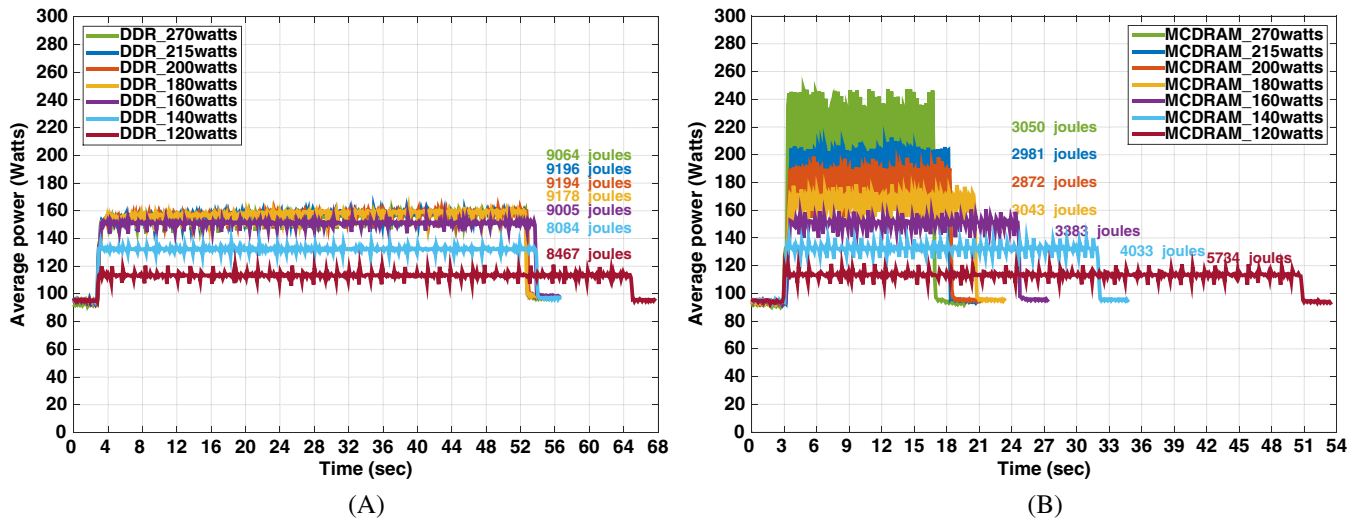 300
280
260
240
220
200
180
160
140
120
100
80
60
40
20
0
Average power (Watts)
DDR_270watts
DDR_215watts
DDR_200watts
DDR_180watts
DDR_160watts
DDR_140watts
DDR_120watts
9064 joules
9196 joules
9194 joules
9178 joules
9005 joules
8084 joules
8467 joules
0 4 8 12 16 20 24 28 32 36 40 44 48 52 56 60 64 68
Time (sec)
(A)
300
280
260
240
220
200
180
160
140
120
100
80
60
40
20
0
Average power (Watts)
MCDRAM_270watts
MCDRAM_215watts
MCDRAM_200watts
MCDRAM_180watts
MCDRAM_160watts
MCDRAM_140watts
MCDRAM_120watts
3050 joules
2981 joules
2872 joules
3043 joules
3383 joules
4033 joules
5734 joules
0 3 6 9 12 15 18 21 24 27 30 33 36 39 42 45 48 51 54
Time (sec)
(B)